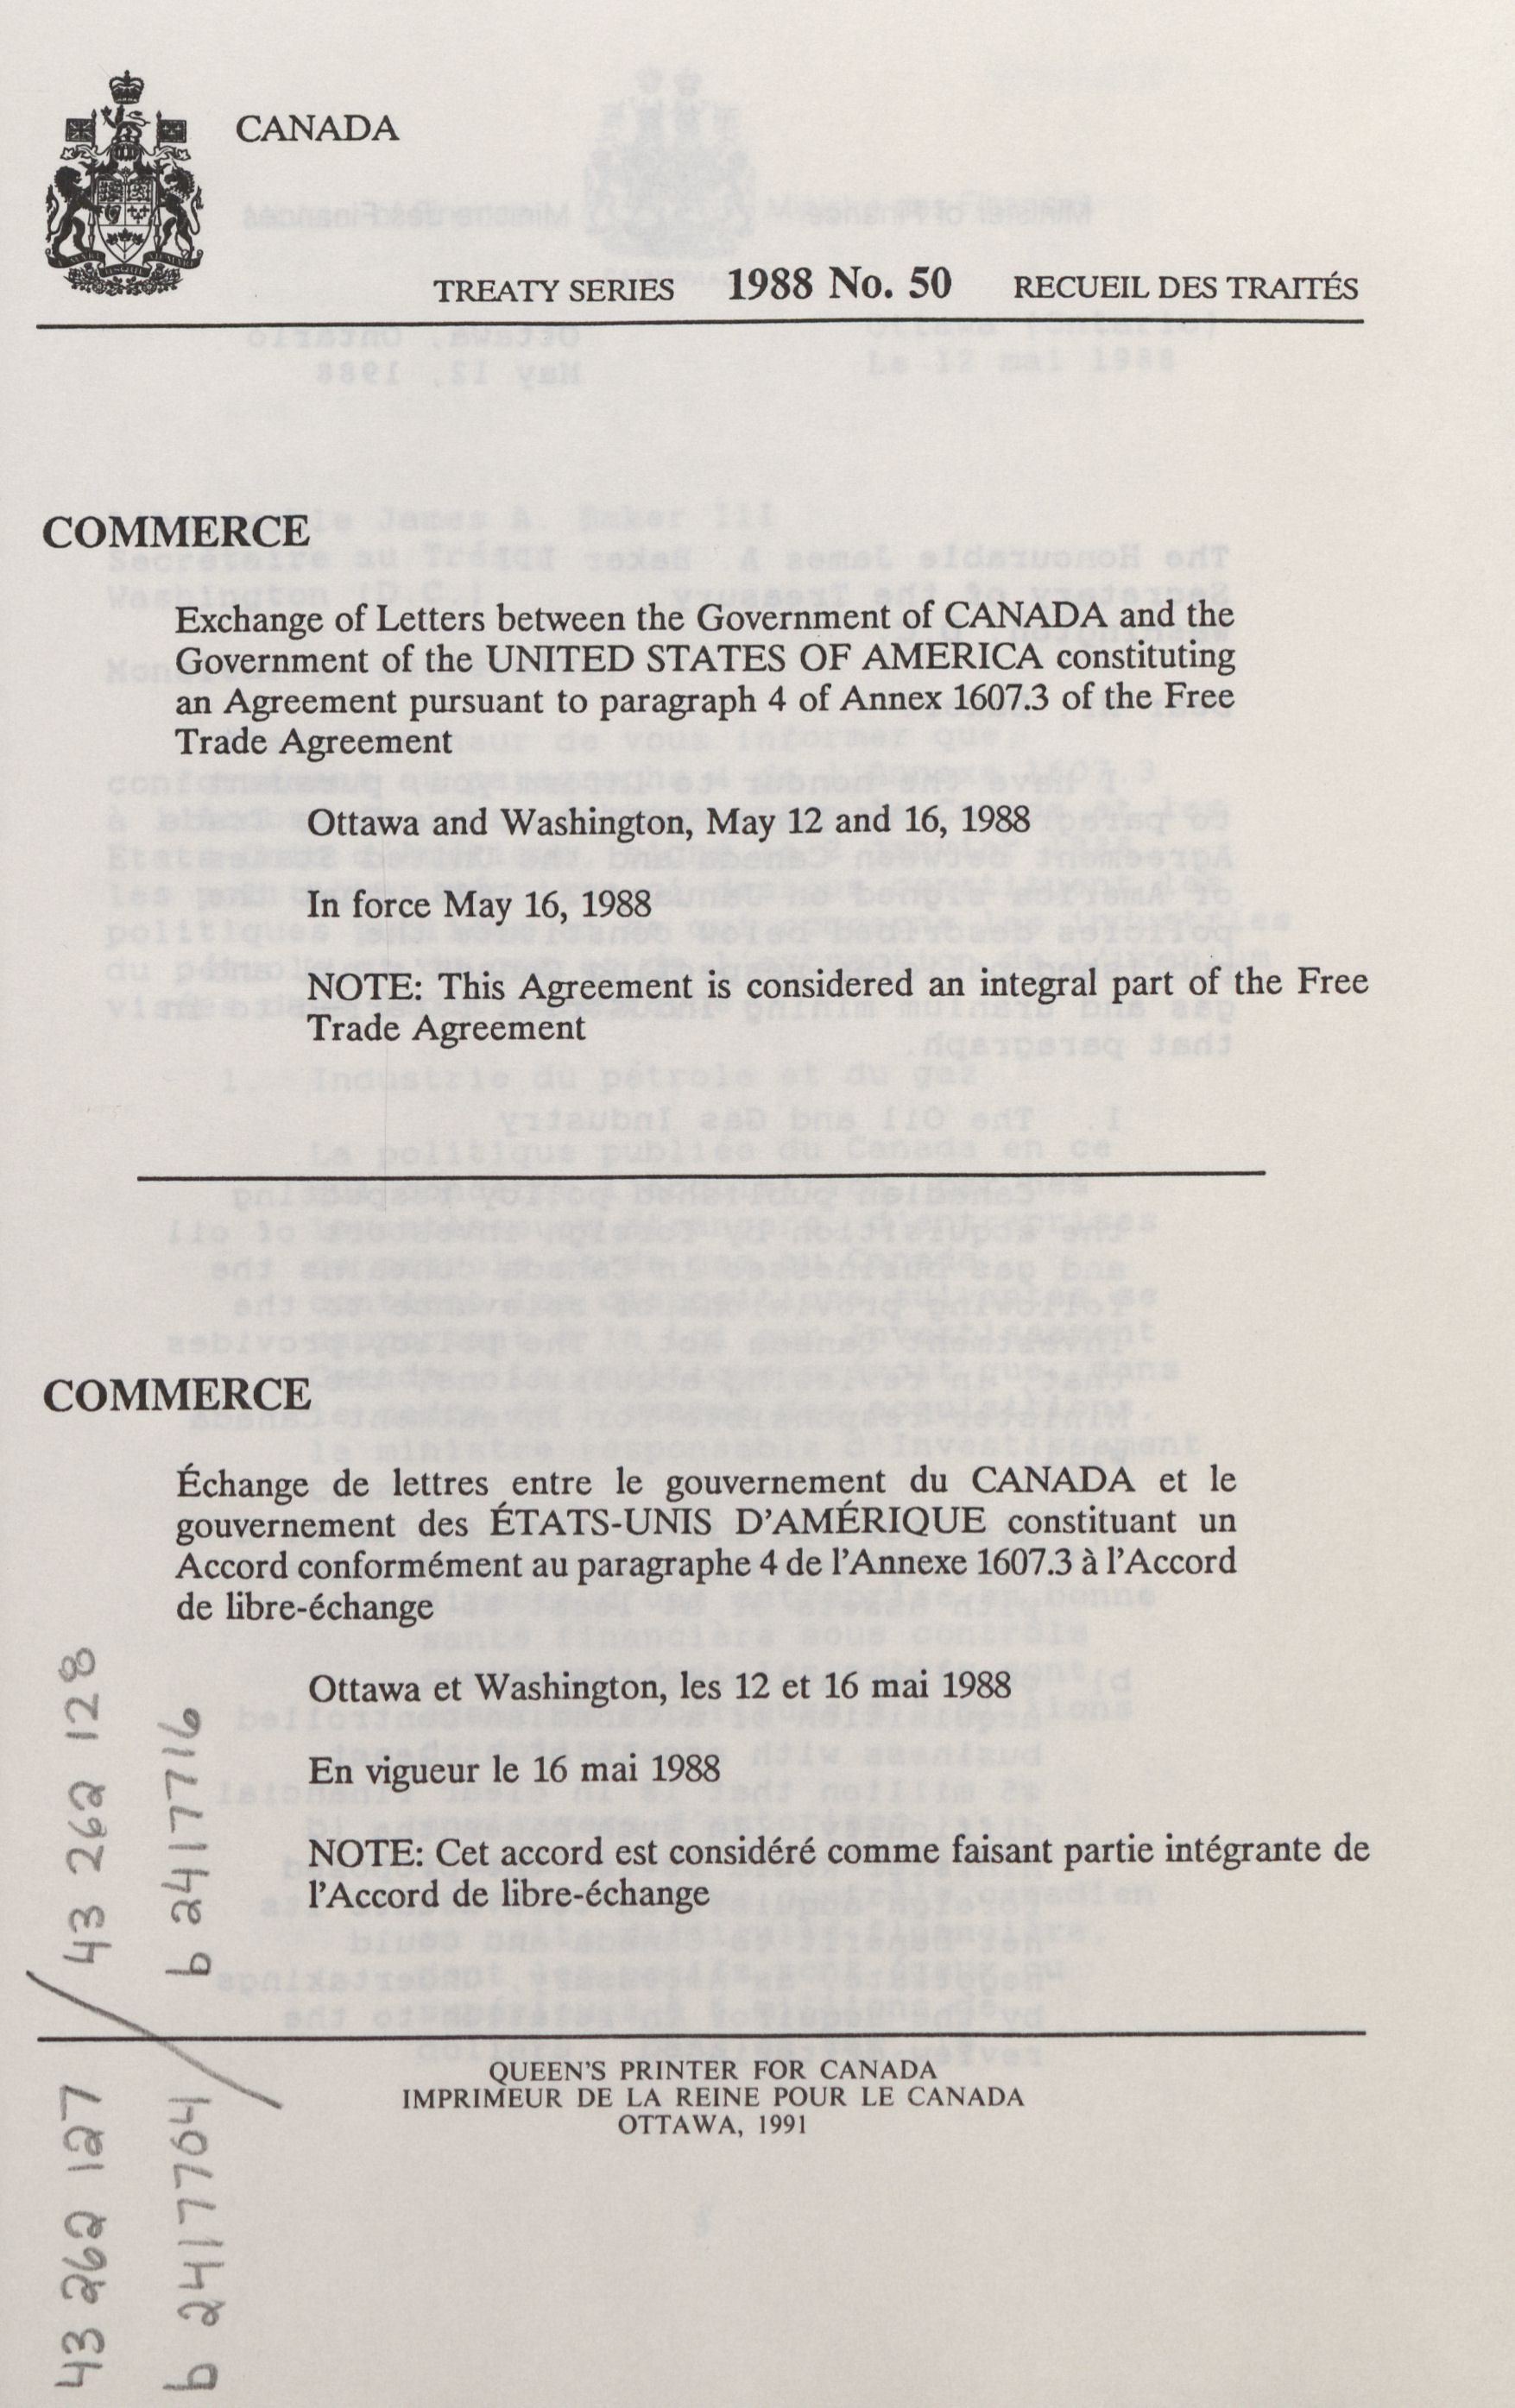 CANADA
TREATY SERIES 1988 No. 50 RECUEIL DES TRAITÉS
COMMERCE
Exchange of Letters between the Government of CANADA and the
Government of the UNITED STATES OF AMERICA constituting
an Agreement pursuant to paragraph 4 of Annex 1607.3 of the Free
Trade Agreement
Ottawa and Washington, May 12 and 16, 1988
In force May 16, 1988
NOTE: This Agreement is considered an integral part of the Free
Trade Agreement
COMMERCE
Échange de lettres entre le gouvernement du CANADA et le
gouvernement des ÉTATS-UNIS D'AMÉRIQUE constituant un
Accord conformément au paragraphe 4 de l'Annexe 1607.3 à l'Accord
de libre-échange
Ottawa et Washington, les 12 et 16 mai 1988
En vigueur le 16 mai 1988
NOTE: Cet accord est considéré comme faisant partie intégrante de
l'Accord de libre-échange
QUEEN'S PRINTER FOR CANADA
IMPRIMEUR DE LA REINE POUR LE CANADA
OTTAWA, 1991
43 262 127 / 43 262 128
b 2417704 / b 2417716